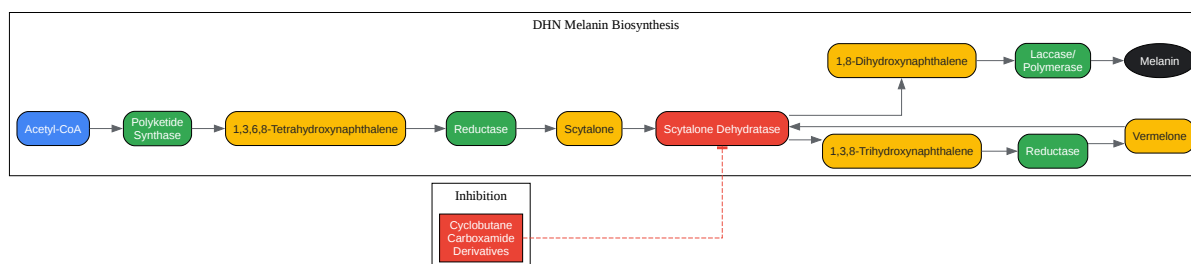 DHN Melanin Biosynthesis
1,8-Dihydroxynaphthalene
Laccase/
Polymerase
Melanin
Acetyl-CoA
Polyketide
Synthase
1,3,6,8-Tetrahydroxynaphthalene
Reductase
Scytalone
Scytalone Dehydratase
1,3,8-Trihydroxynaphthalene
Reductase
Vermelone
Inhibition
Cyclobutane
Carboxamide
Derivatives